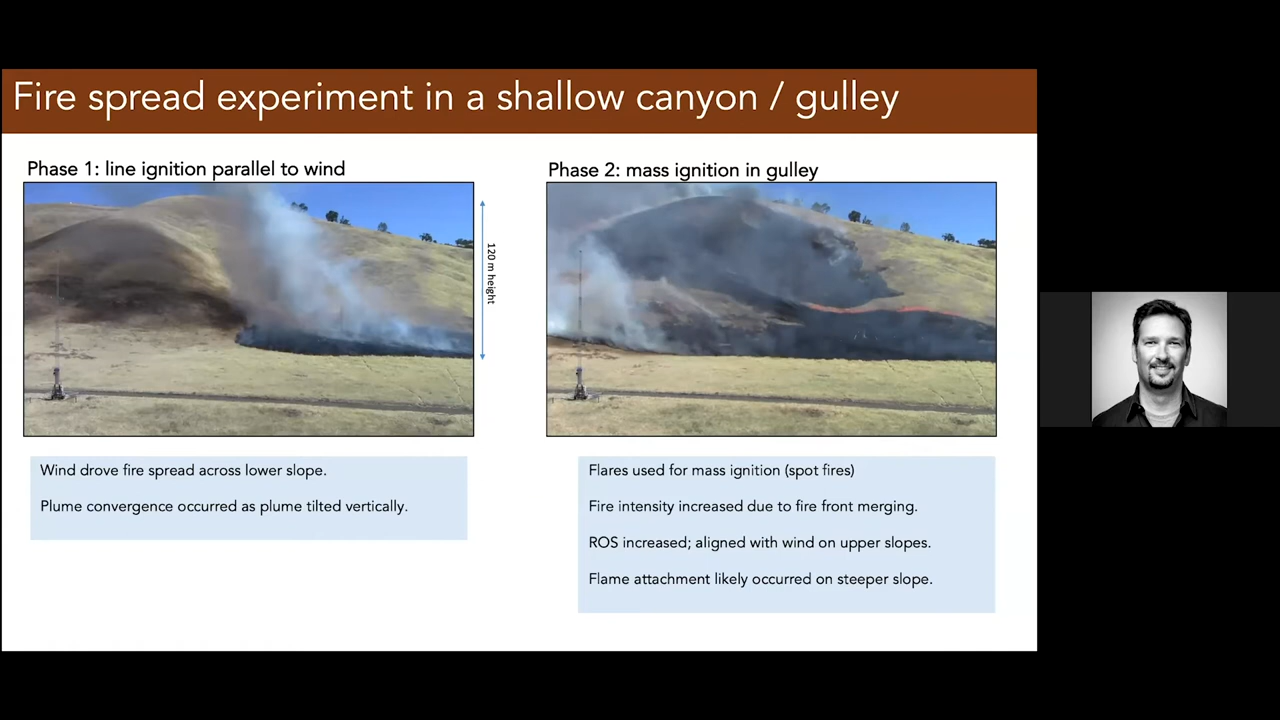 Fire spread experiment in a shallow canyon / gulley
Phase 1: line ignition parallel to wind
120 m height
Wind drove fire spread across lower slope.
Plume convergence occurred as plume tilted vertically.
Phase 2: mass ignition in gulley
Flares used for mass ignition (spot fires)
Fire intensity increased due to fire front merging.
ROS increased; aligned with wind on upper slopes.
Flame attachment likely occurred on steeper slope.